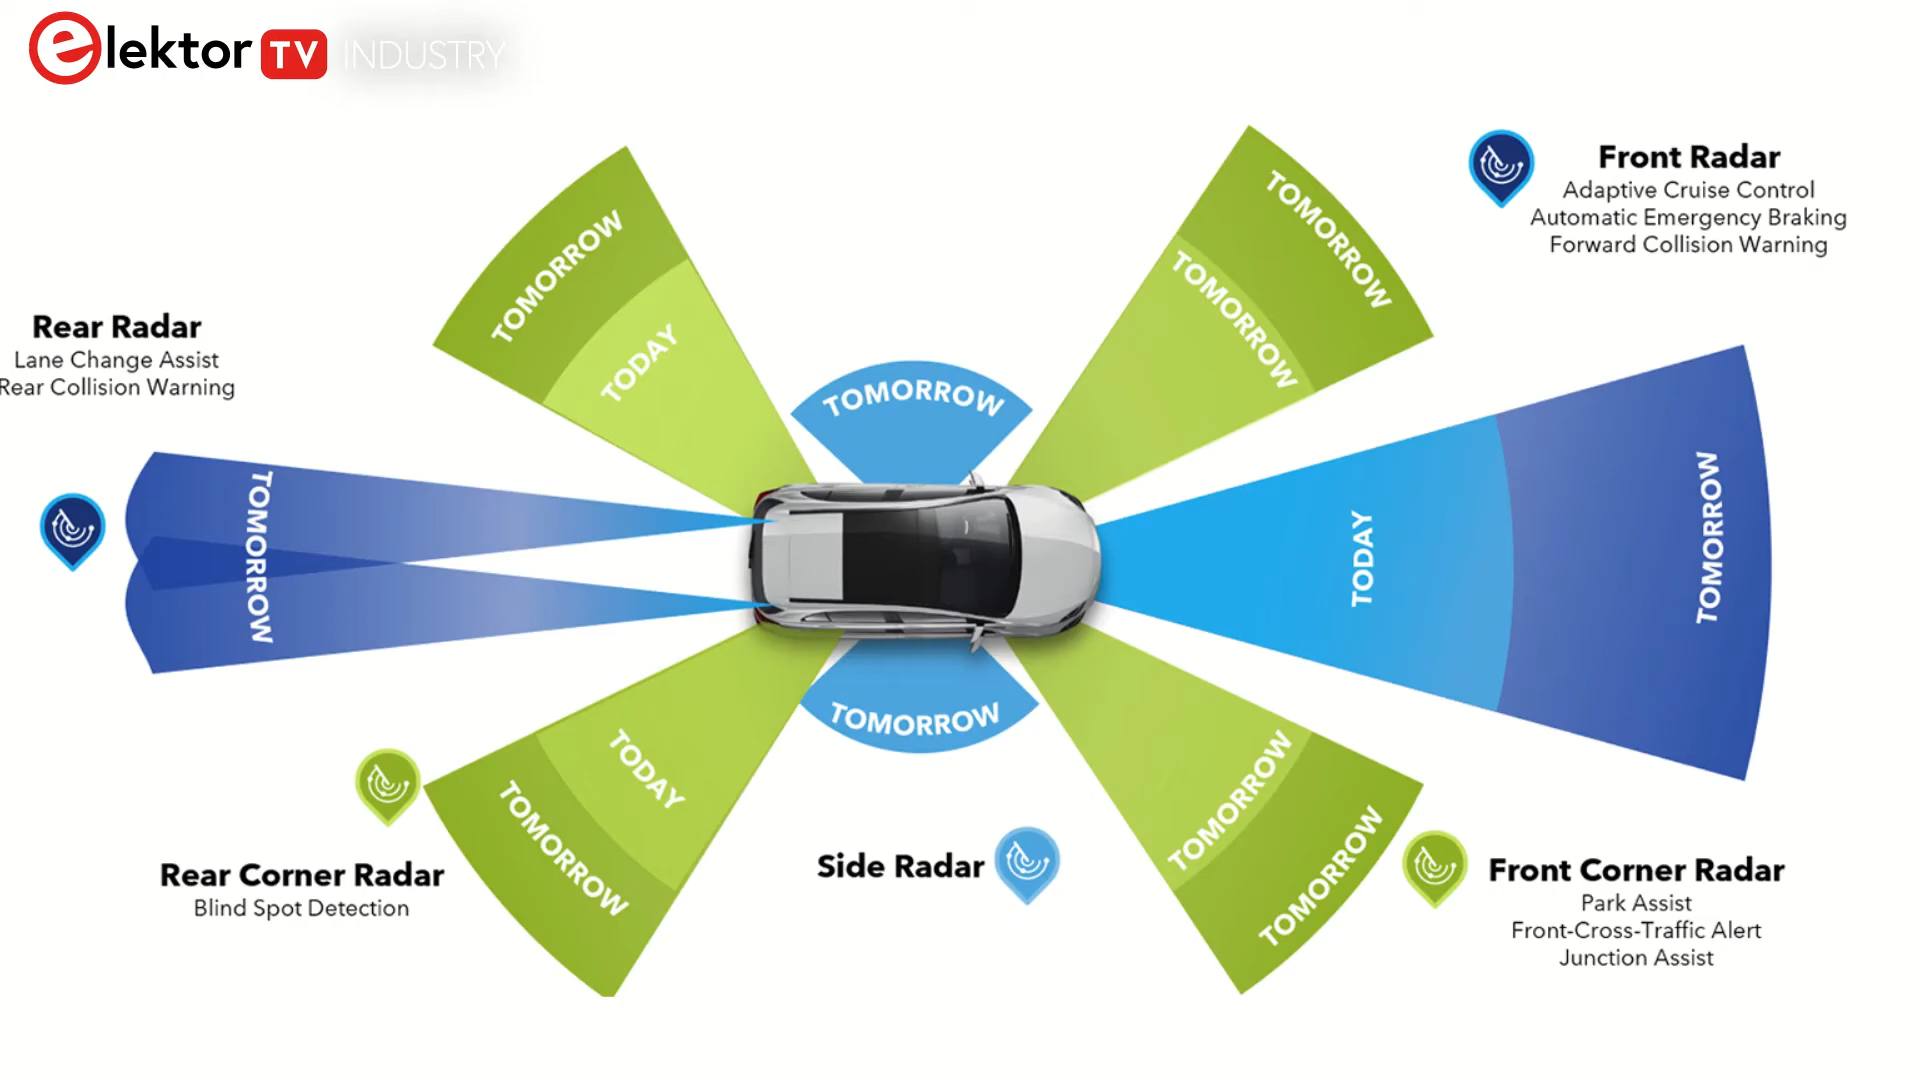 elektor TV INDUSTRY
Front Radar
Adaptive Cruise Control
Automatic Emergency Braking
Forward Collision Warning
TOMORROW
TODAY
TOMORROW
TOMORROW
Rear Radar
Lane Change Assist
Rear Collision Warning
TOMORROW
TOMORROW
TODAY
TOMORROW
TODAY
TOMORROW
TOMORROW
TOMORROW
TOMORROW
Rear Corner Radar
Blind Spot Detection
Side Radar
Front Corner Radar
Park Assist
Front-Cross-Traffic Alert
Junction Assist